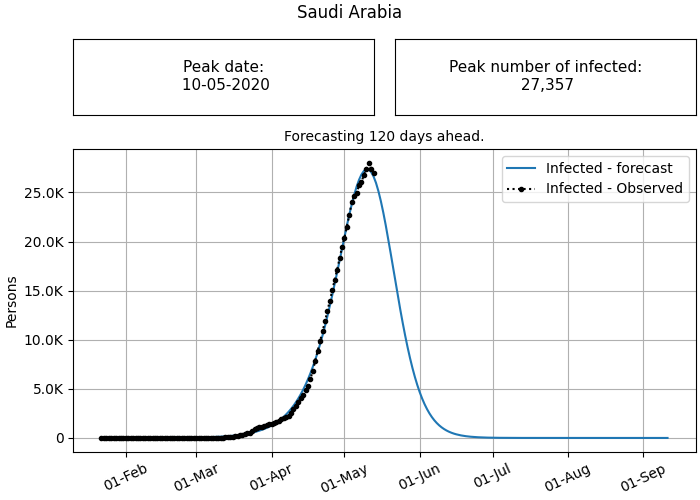 Saudi Arabia
Peak date:
10-05-2020
Peak number of infected:
27,357
Forecasting 120 days ahead.
Infected - forecast
Infected - Observed
Persons
25.0K
20.0K
15.0K
10.0K
5.0K
0
01-Feb
01-Mar
01-Apr
01-May
01-Jun
01-Jul
01-Aug
01-Sep